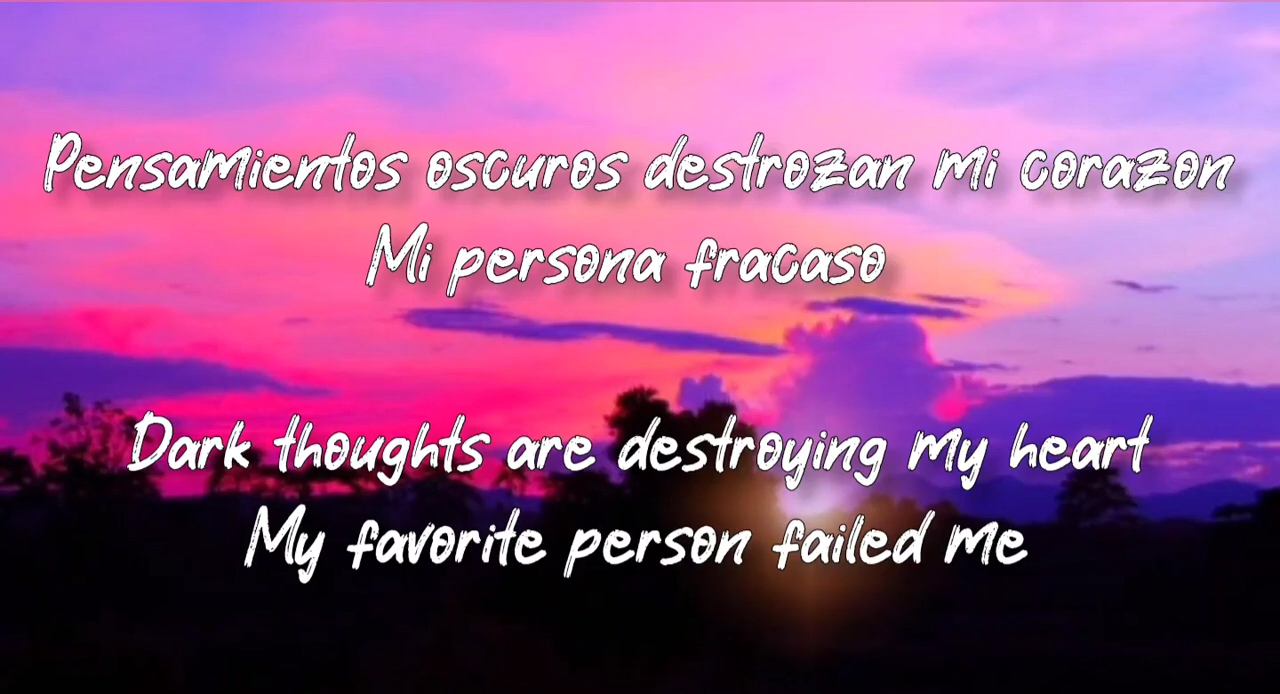 Pensamientos oscuros destrozan mi corazon
Mi persona fracaso
Dark thoughts are destroying my heart
My favorite person failed me